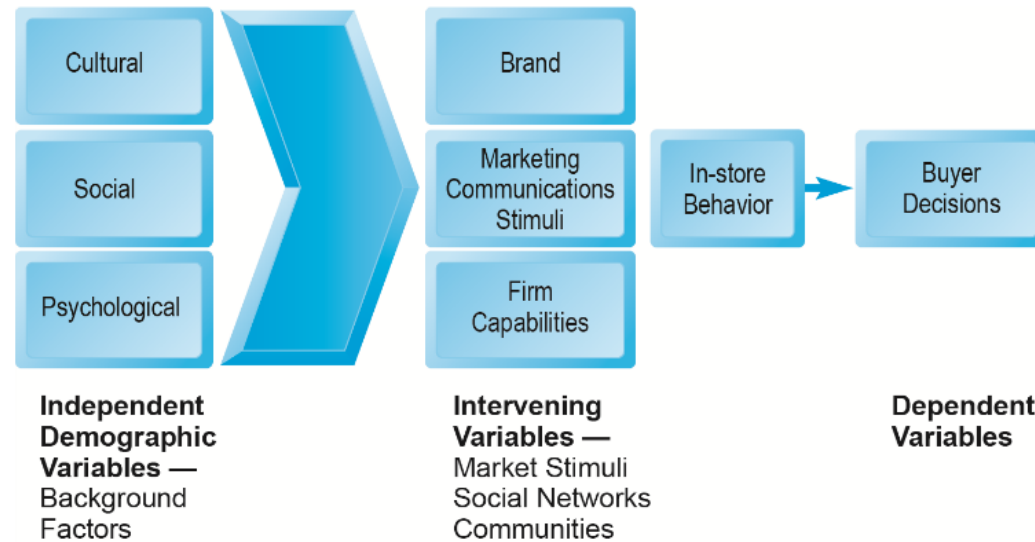 Cultural
Social
Psychological
Brand
Marketing
Communications
Stimuli
Firm
Capabilities
In-store
Behavior
Buyer
Decisions
Independent
Demographic
Variables —
Background
Factors
Intervening
Variables —
Market Stimuli
Social Networks
Communities
Dependent
Variables